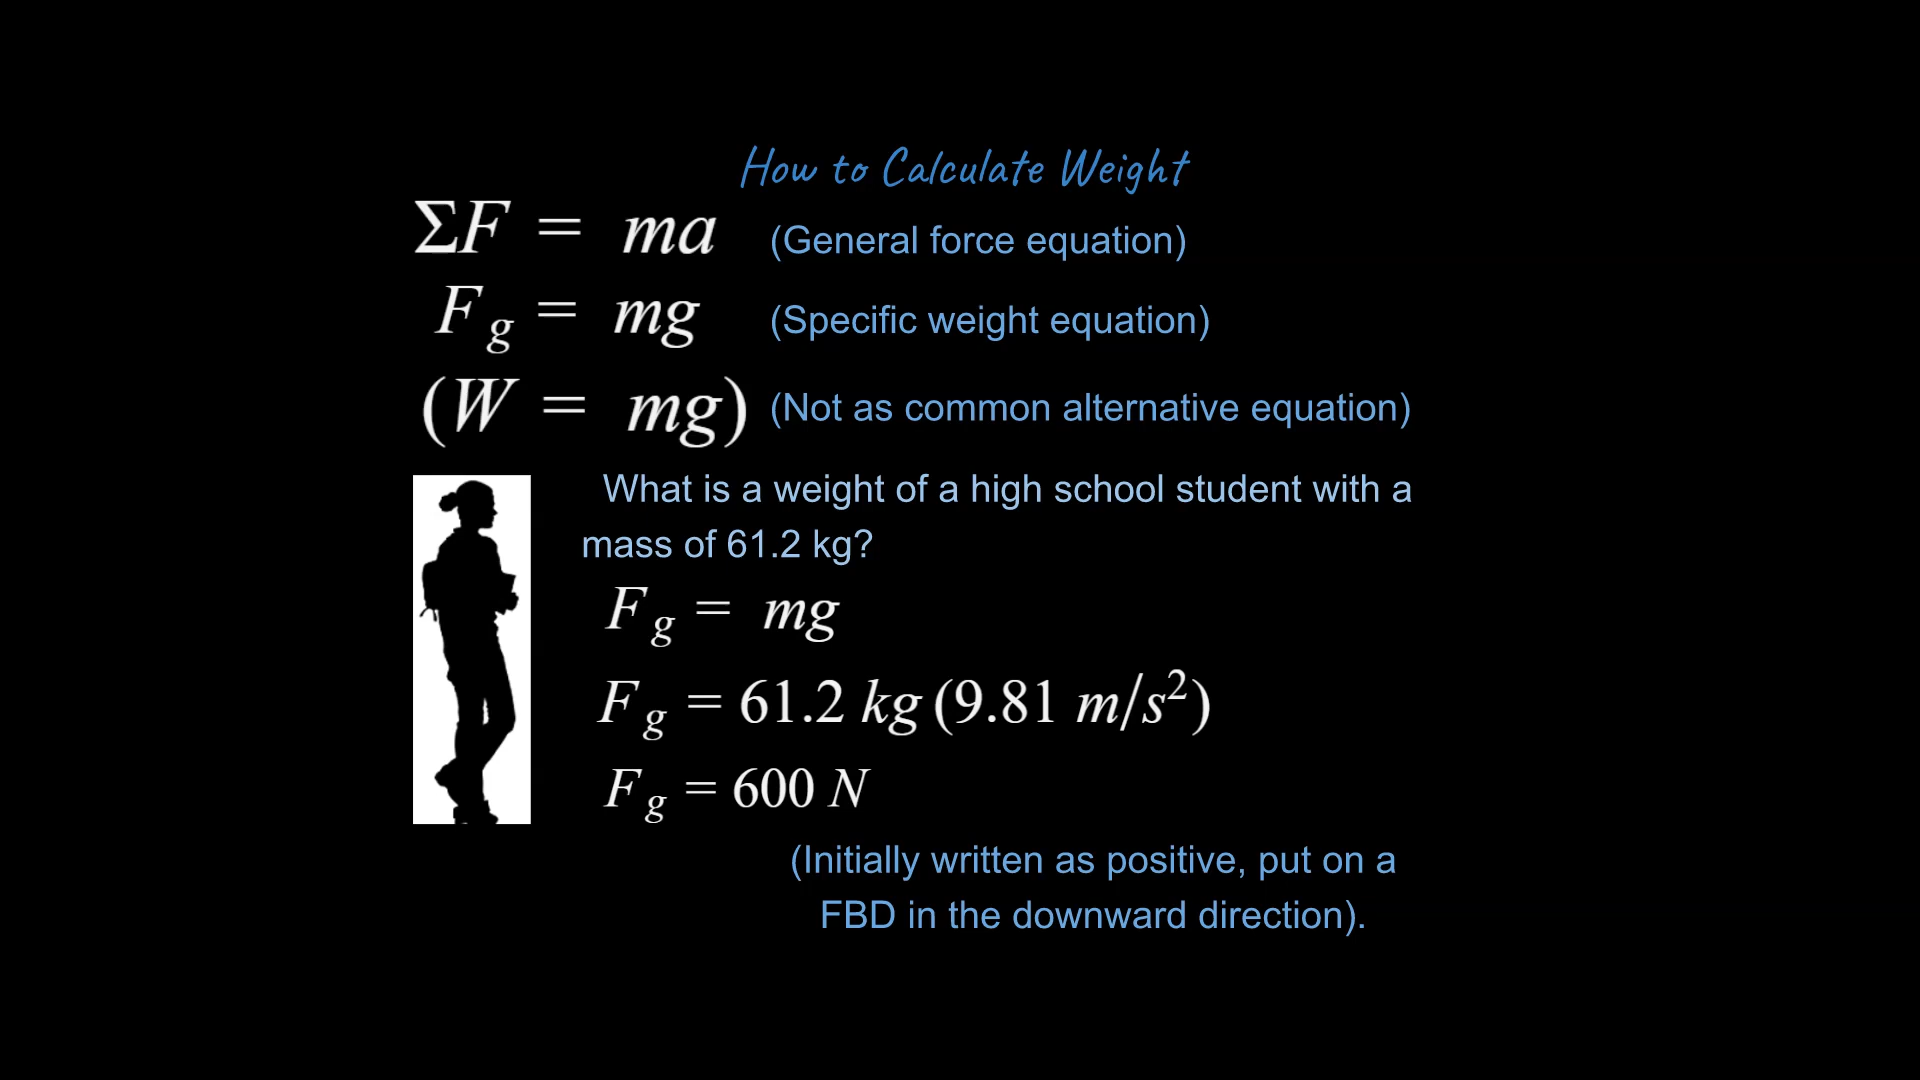 How to Calculate Weight
ΣF = ma (General force equation)
F_g = mg (Specific weight equation)
(W = mg) (Not as common alternative equation)
What is a weight of a high school student with a
mass of 61.2 kg?
F_g = mg
F_g = 61.2 kg (9.81 m/s²)
F_g = 600 N
(Initially written as positive, put on a
FBD in the downward direction).